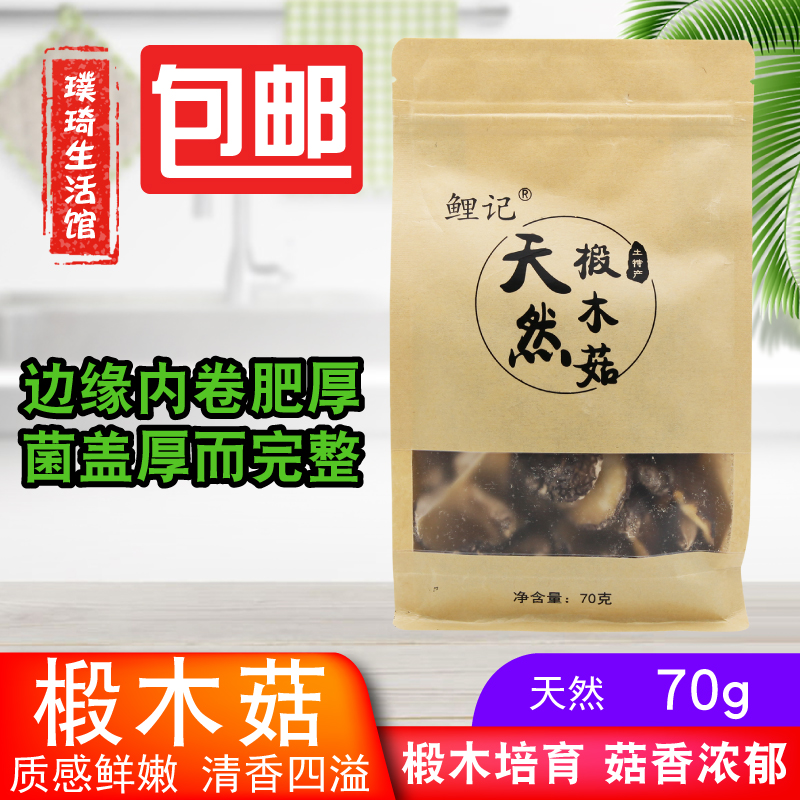 璞琦生活馆
包邮
鲤记®
天然
椴木菇
土特产
边缘内卷肥厚
菌盖厚而完整
净含量：70克
椴木菇
质感鲜嫩 清香四溢
天然 70g
椴木培育 菇香浓郁